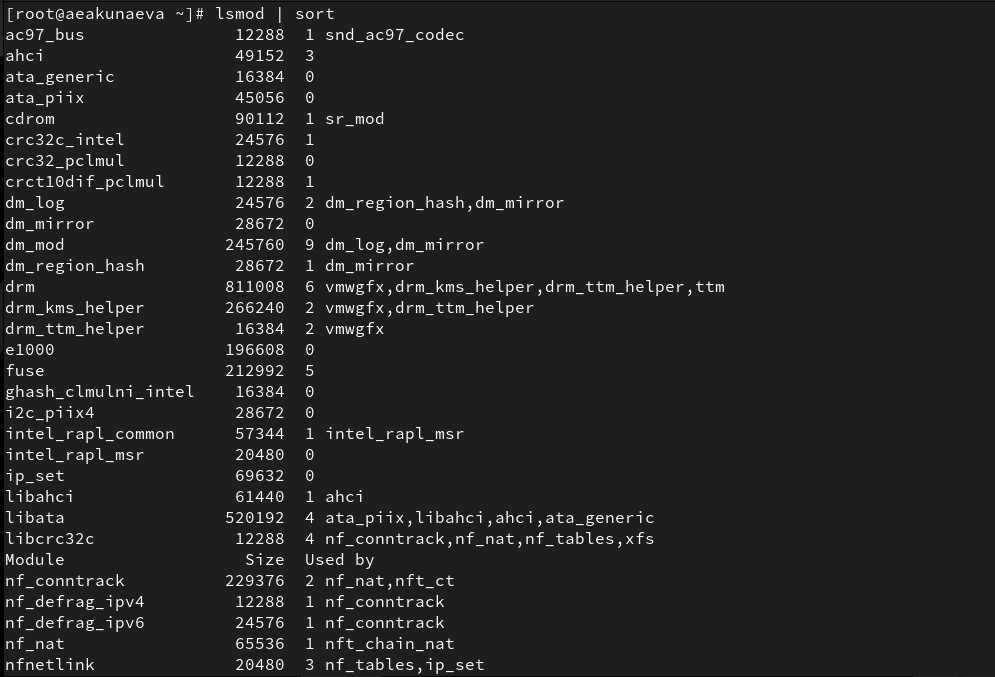 [root@aeakunaeva ~]# lsmod | sort
ac97_bus               12288  1 snd_ac97_codec
ahci                   49152  3
ata_generic            16384  0
ata_piix               45056  0
cdrom                  90112  1 sr_mod
crc32c_intel           24576  1
crc32_pclmul           12288  0
crct10dif_pclmul       12288  1
dm_log                 24576  2 dm_region_hash,dm_mirror
dm_mirror              28672  0
dm_mod                245760  9 dm_log,dm_mirror
dm_region_hash         28672  1 dm_mirror
drm                   811008  6 vmwgfx,drm_kms_helper,drm_ttm_helper,ttm
drm_kms_helper        266240  2 vmwgfx,drm_ttm_helper
drm_ttm_helper         16384  2 vmwgfx
e1000                 196608  0
fuse                  212992  5
ghash_clmulni_intel    16384  0
i2c_piix4              28672  0
intel_rapl_common      57344  1 intel_rapl_msr
intel_rapl_msr         20480  0
ip_set                 69632  0
libahci                61440  1 ahci
libata                520192  4 ata_piix,libahci,ahci,ata_generic
libcrc32c              12288  4 nf_conntrack,nf_nat,nf_tables,xfs
Module                  Size  Used by
nf_conntrack          229376  2 nf_nat,nft_ct
nf_defrag_ipv4         12288  1 nf_conntrack
nf_defrag_ipv6         24576  1 nf_conntrack
nf_nat                 65536  1 nft_chain_nat
nfnetlink              20480  3 nf_tables,ip_set